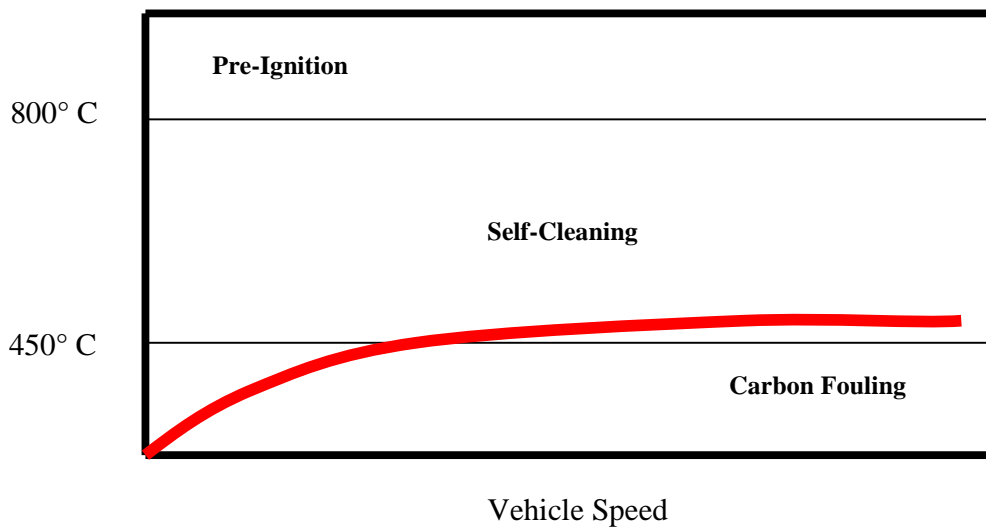 Pre-Ignition
800° C
Self-Cleaning
450° C
Carbon Fouling
Vehicle Speed